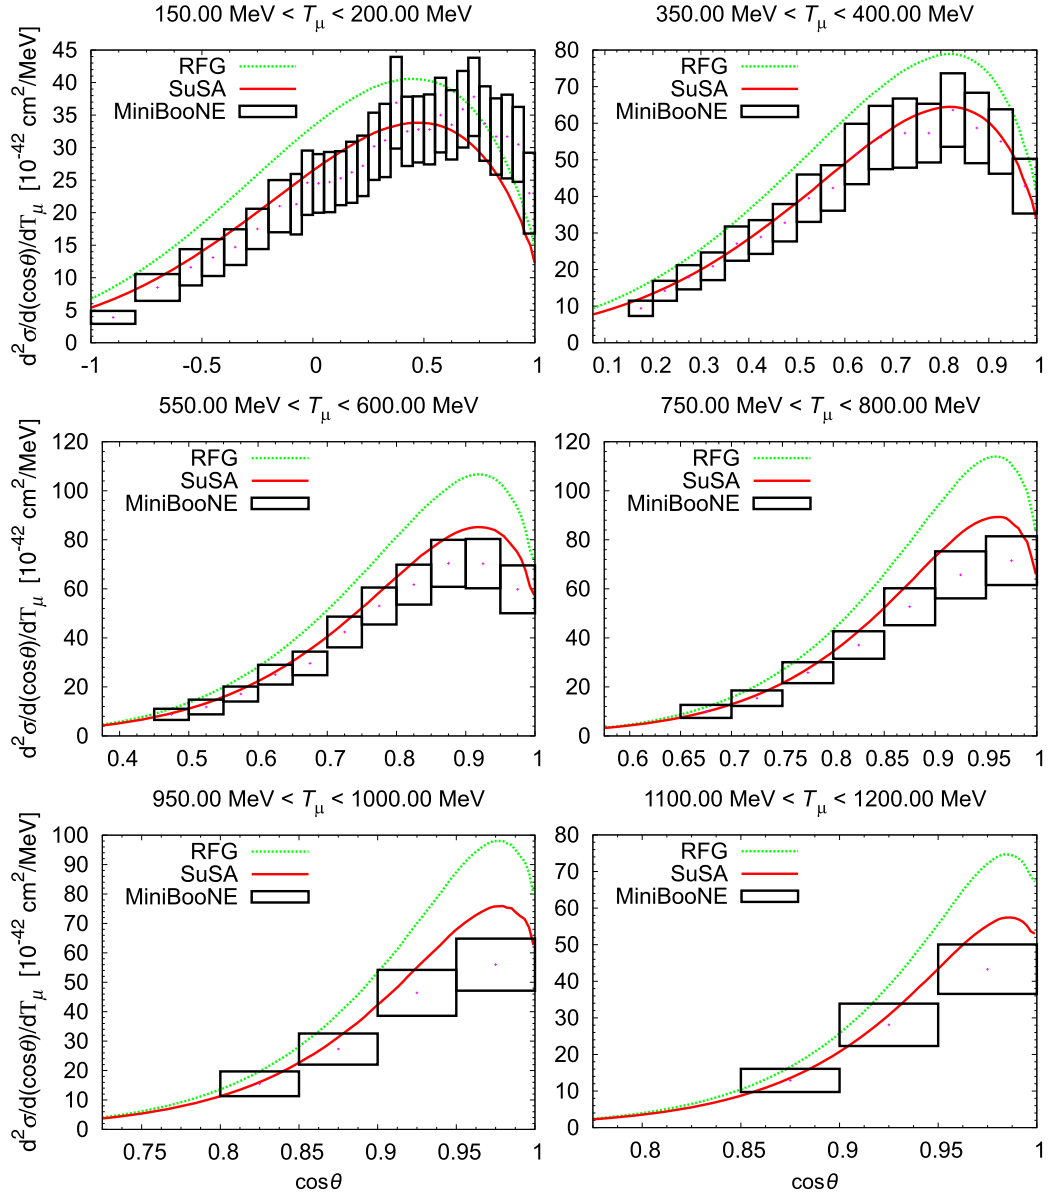 150.00 MeV < Tμ < 200.00 MeV
d²σ/d(cosθ)/dTμ [10⁻⁴² cm²/MeV]
45
40
35
30
25
20
15
10
5
0
RFG
SuSA
MiniBooNE
-1 -0.5 0 0.5 1
350.00 MeV < Tμ < 400.00 MeV
80
70
60
50
40
30
20
10
0
RFG
SuSA
MiniBooNE
0.1 0.2 0.3 0.4 0.5 0.6 0.7 0.8 0.9 1
550.00 MeV < Tμ < 600.00 MeV
d²σ/d(cosθ)/dTμ [10⁻⁴² cm²/MeV]
120
100
80
60
40
20
0
RFG
SuSA
MiniBooNE
0.4 0.5 0.6 0.7 0.8 0.9 1
750.00 MeV < Tμ < 800.00 MeV
120
100
80
60
40
20
0
RFG
SuSA
MiniBooNE
0.6 0.65 0.7 0.75 0.8 0.85 0.9 0.95 1
950.00 MeV < Tμ < 1000.00 MeV
d²σ/d(cosθ)/dTμ [10⁻⁴² cm²/MeV]
100
90
80
70
60
50
40
30
20
10
0
RFG
SuSA
MiniBooNE
0.75 0.8 0.85 0.9 0.95 1
cosθ
1100.00 MeV < Tμ < 1200.00 MeV
80
70
60
50
40
30
20
10
0
RFG
SuSA
MiniBooNE
0.8 0.85 0.9 0.95 1
cosθ